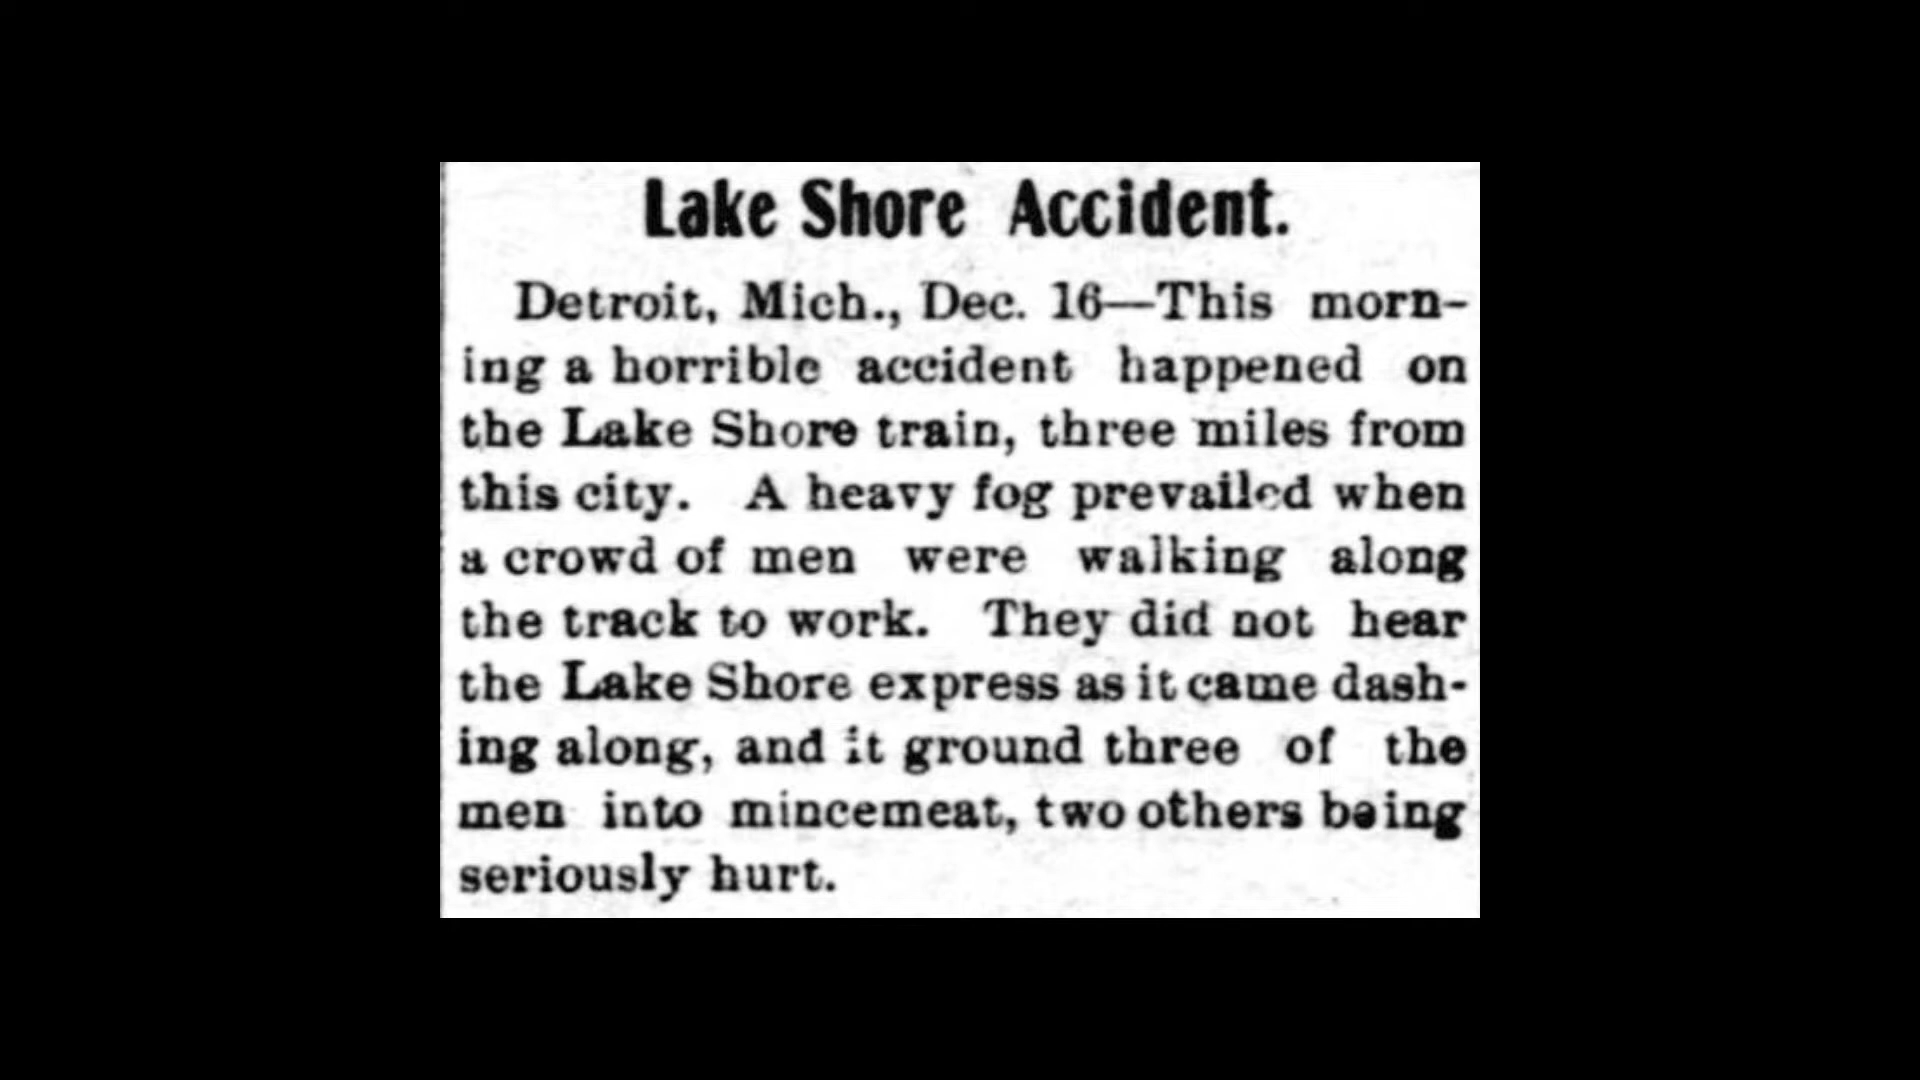 Lake Shore Accident.
Detroit, Mich., Dec. 16—This morn-
ing a horrible accident happened on
the Lake Shore train, three miles from
this city. A heavy fog prevailed when
a crowd of men were walking along
the track to work. They did not hear
the Lake Shore express as it came dash-
ing along, and it ground three of the
men into mincemeat, two others being
seriously hurt.